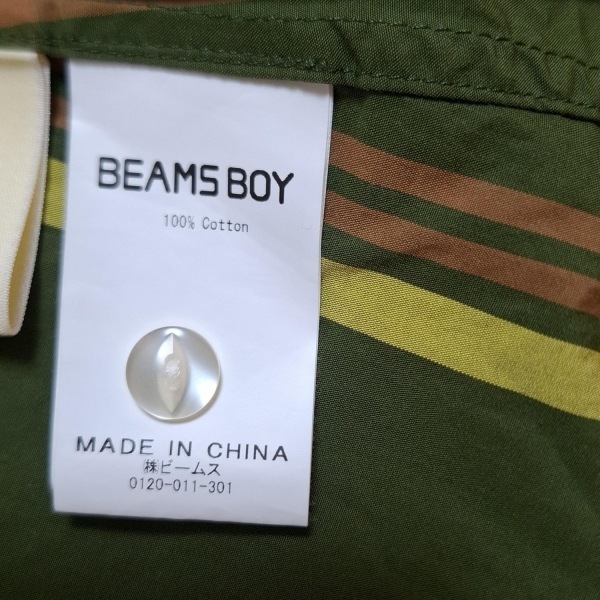 BEAMS BOY
100% Cotton
MADE IN CHINA
㈱ビームス
0120-011-301